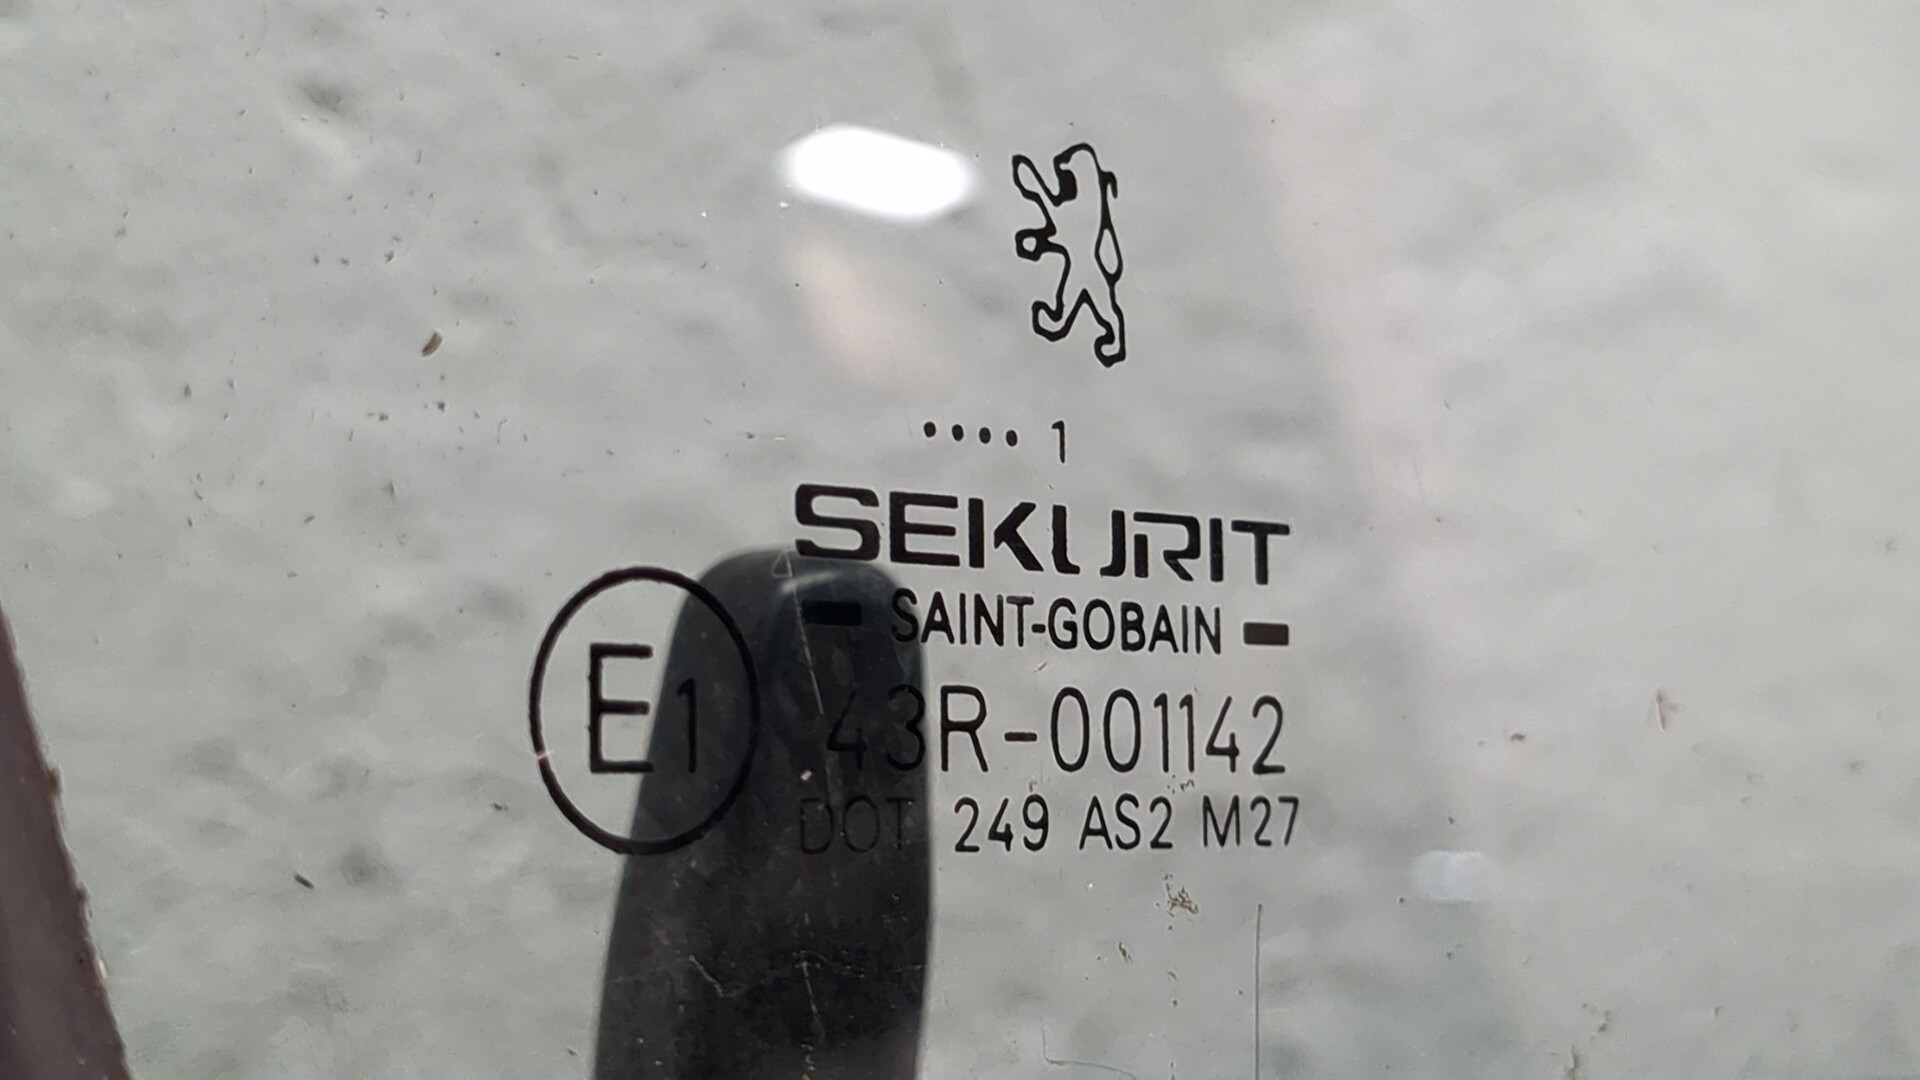 .... 1
SEKURIT
SAINT-GOBAIN
E1
43R-001142
DOT 249 AS2 M27